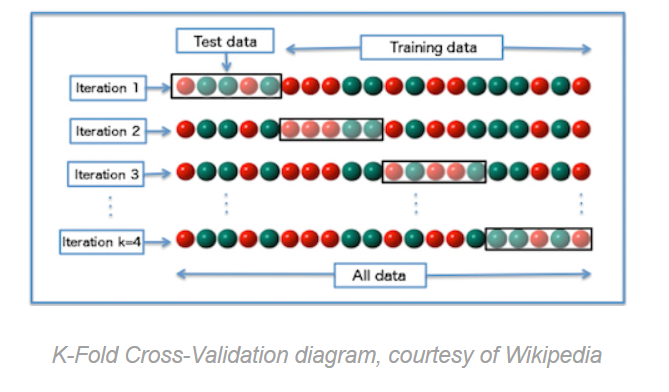 Test data
Training data
Iteration 1
Iteration 2
Iteration 3
Iteration k=4
All data
K-Fold Cross-Validation diagram, courtesy of Wikipedia